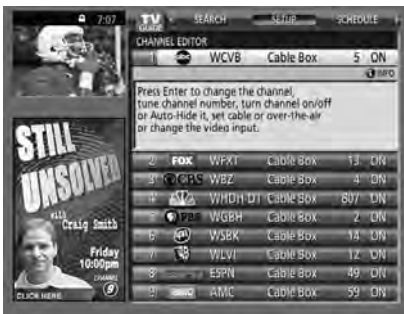 7:07
TV GUIDE
SEARCH SETUP SCHEDULE
CHANNEL EDITOR
1 abc WCVB Cable Box 5 ON
INFO
Press Enter to change the channel,
tune channel number, turn channel on/off
or Auto-Hide it, set cable or over-the-air
or change the video input.
2 FOX WFXT Cable Box 13 ON
3 CBS WBZ Cable Box 4 ON
4 WHDH DT Cable Box 807 ON
5 PBS WGBH Cable Box 2 ON
6 WSBK Cable Box 14 ON
7 WLVI Cable Box 12 ON
8 ESPN Cable Box 49 ON
9 AMC Cable Box 59 ON
STILL
UNSOLVED
with
Craig Smith
Friday
10:00pm
CHANNEL
9
CLICK HERE